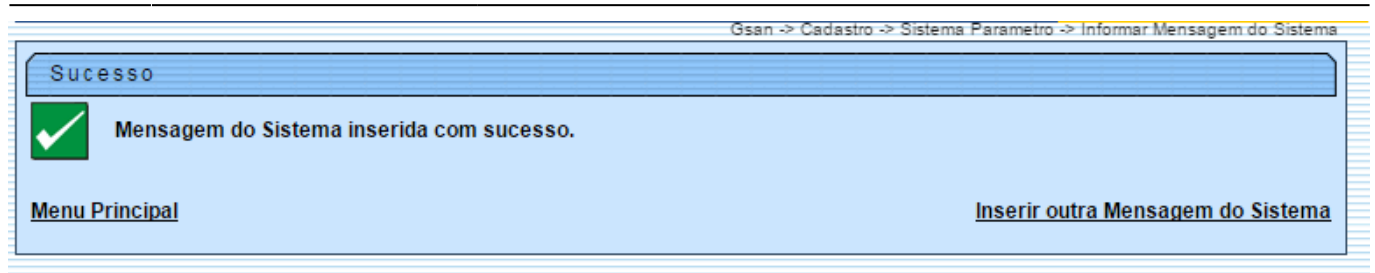 Gsan -> Cadastro -> Sistema Parametro -> Informar Mensagem do Sistema
Sucesso
Mensagem do Sistema inserida com sucesso.
Menu Principal
Inserir outra Mensagem do Sistema